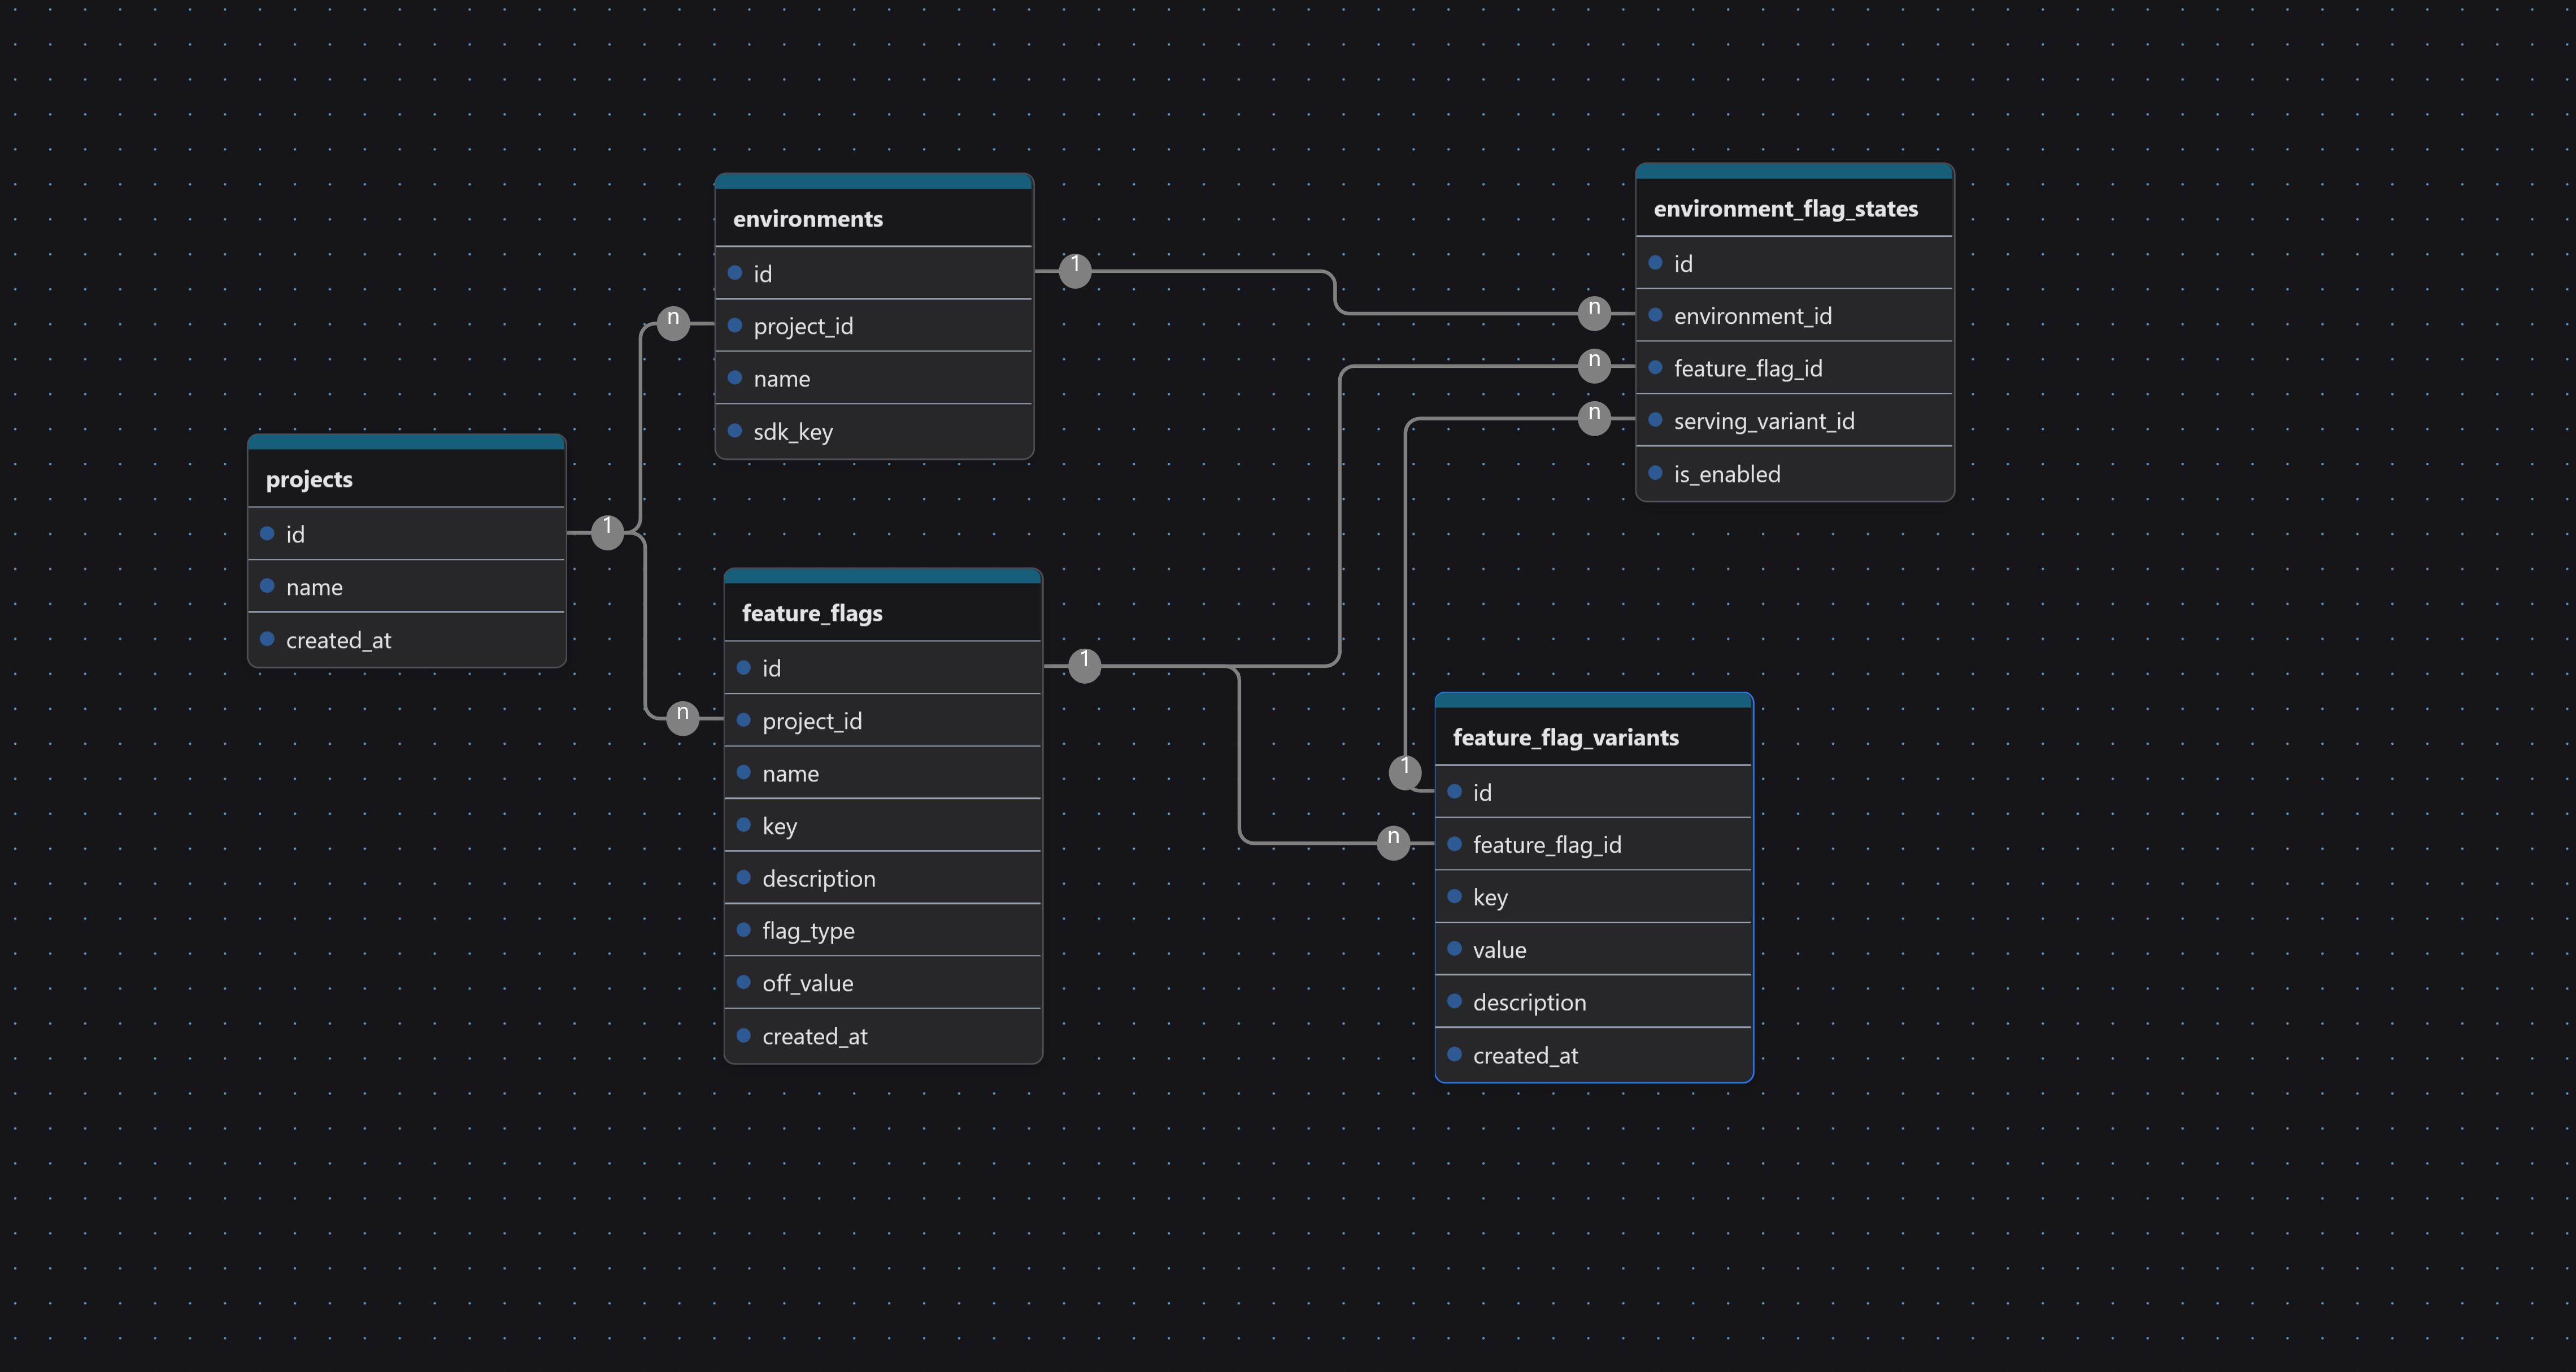 projects
id
name
created_at
1
n
n
environments
id
project_id
name
sdk_key
1
feature_flags
id
project_id
name
key
description
flag_type
off_value
created_at
1
n
n
n
environment_flag_states
id
environment_id
feature_flag_id
serving_variant_id
is_enabled
1
n
feature_flag_variants
id
feature_flag_id
key
value
description
created_at